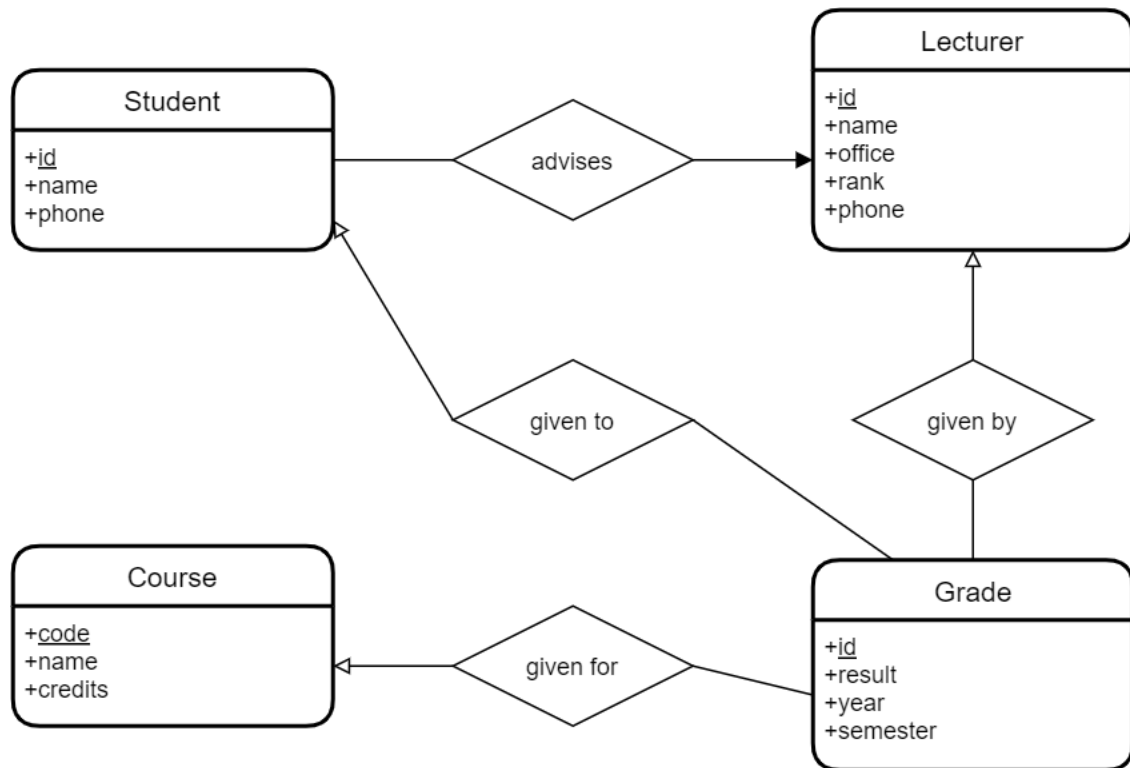 Student
+id
+name
+phone
advises
Lecturer
+id
+name
+office
+rank
+phone
given to
given by
Course
+code
+name
+credits
given for
Grade
+id
+result
+year
+semester